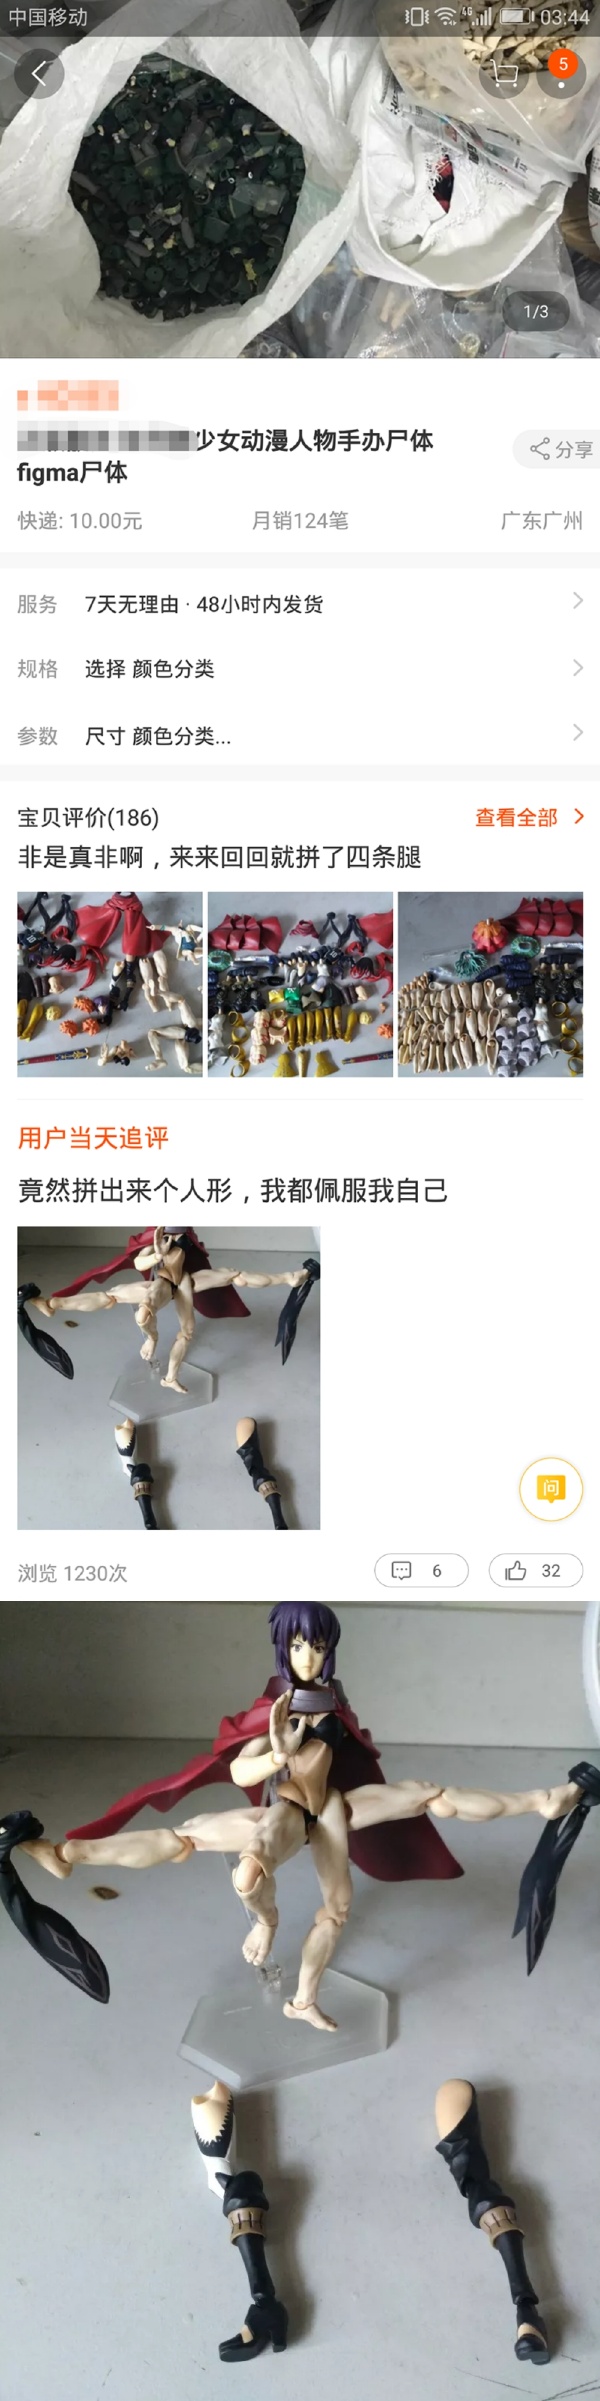 中国移动
4G
03:44
5
1/3
少女动漫人物手办尸体
figma尸体
分享
快递: 10.00元
月销124笔
广东广州
服务
7天无理由 · 48小时内发货
规格
选择 颜色分类
参数
尺寸 颜色分类...
宝贝评价(186)
查看全部
非是真非啊，来来回回就拼了四条腿
用户当天追评
竟然拼出来个人形，我都佩服我自己
问
浏览 1230次
6
32